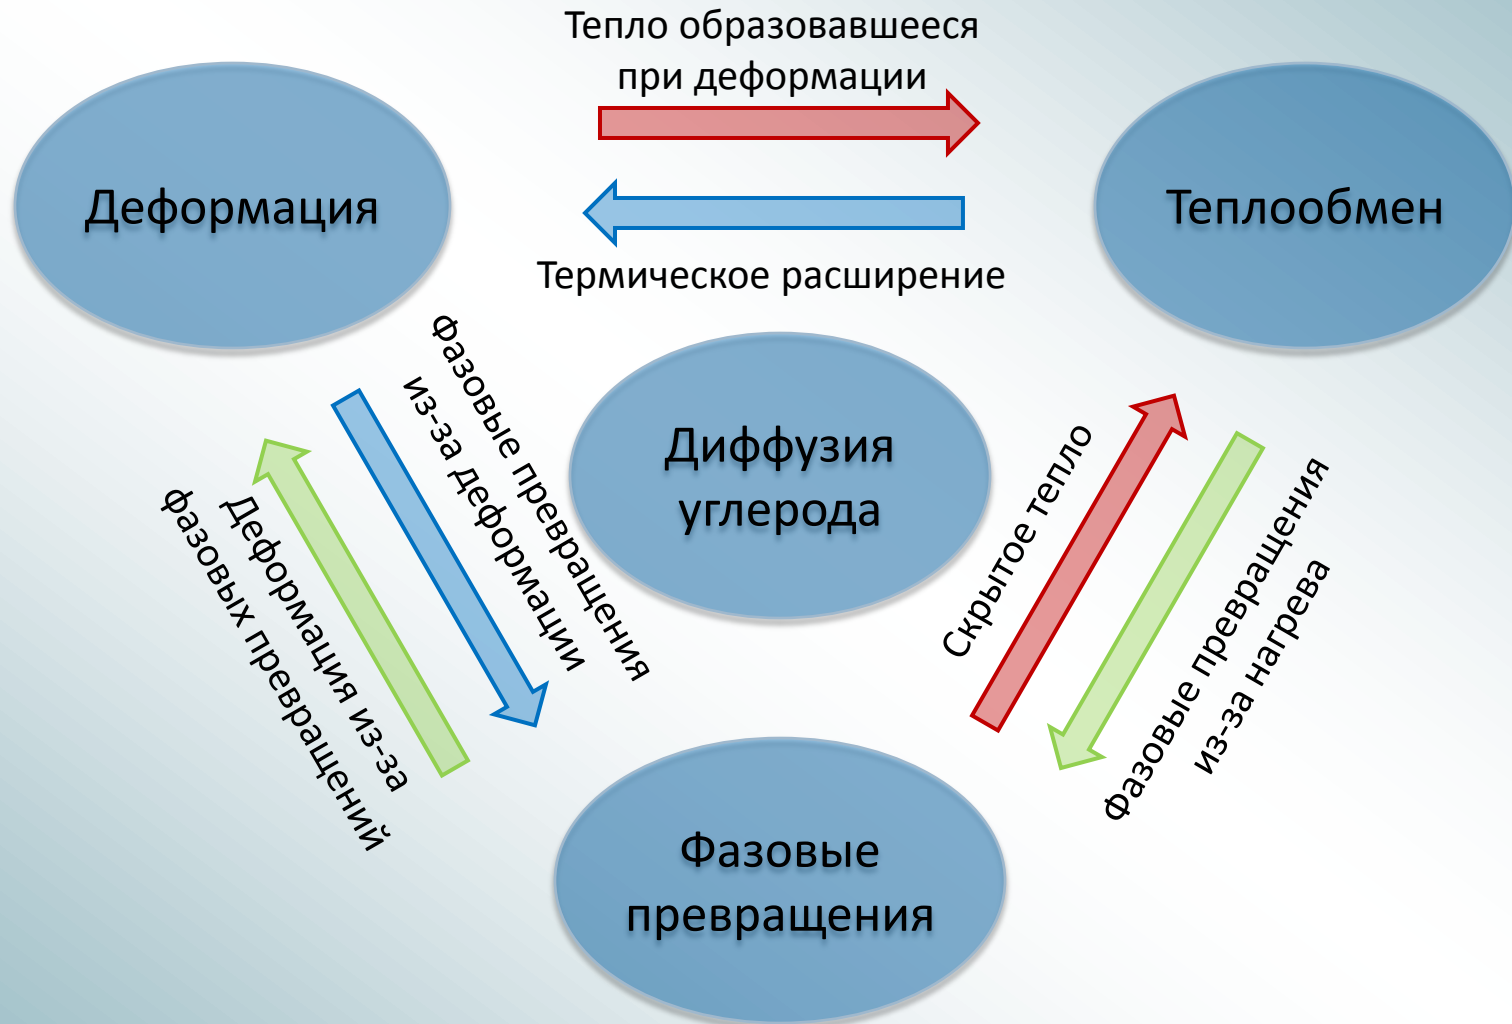 Тепло образовавшееся
при деформации
Деформация
Теплообмен
Термическое расширение
Фазовые превращения
из-за деформации
Диффузия
углерода
Деформация из-за
фазовых превращений
Скрытое тепло
Фазовые превращения
из-за нагрева
Фазовые
превращения